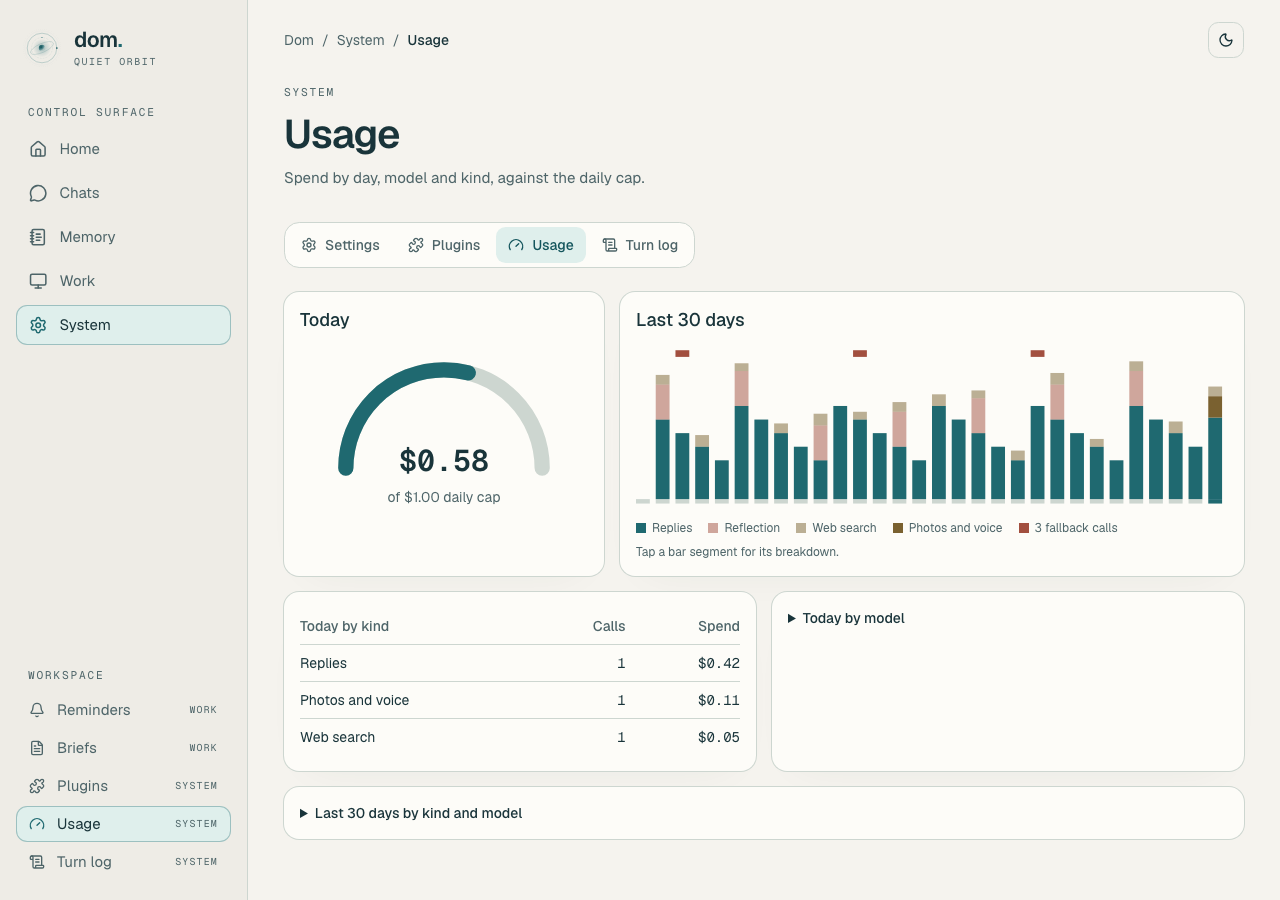 dom.
QUIET ORBIT
CONTROL SURFACE
Home
Chats
Memory
Work
System
WORKSPACE
Reminders WORK
Briefs WORK
Plugins SYSTEM
Usage SYSTEM
Turn log SYSTEM
Dom / System / Usage
SYSTEM
Usage
Spend by day, model and kind, against the daily cap.
Settings Plugins Usage Turn log
Today
$0.58
of $1.00 daily cap
Last 30 days
Replies Reflection Web search Photos and voice 3 fallback calls
Tap a bar segment for its breakdown.
Today by kind Calls Spend
Replies 1 $0.42
Photos and voice 1 $0.11
Web search 1 $0.05
Today by model
Last 30 days by kind and model